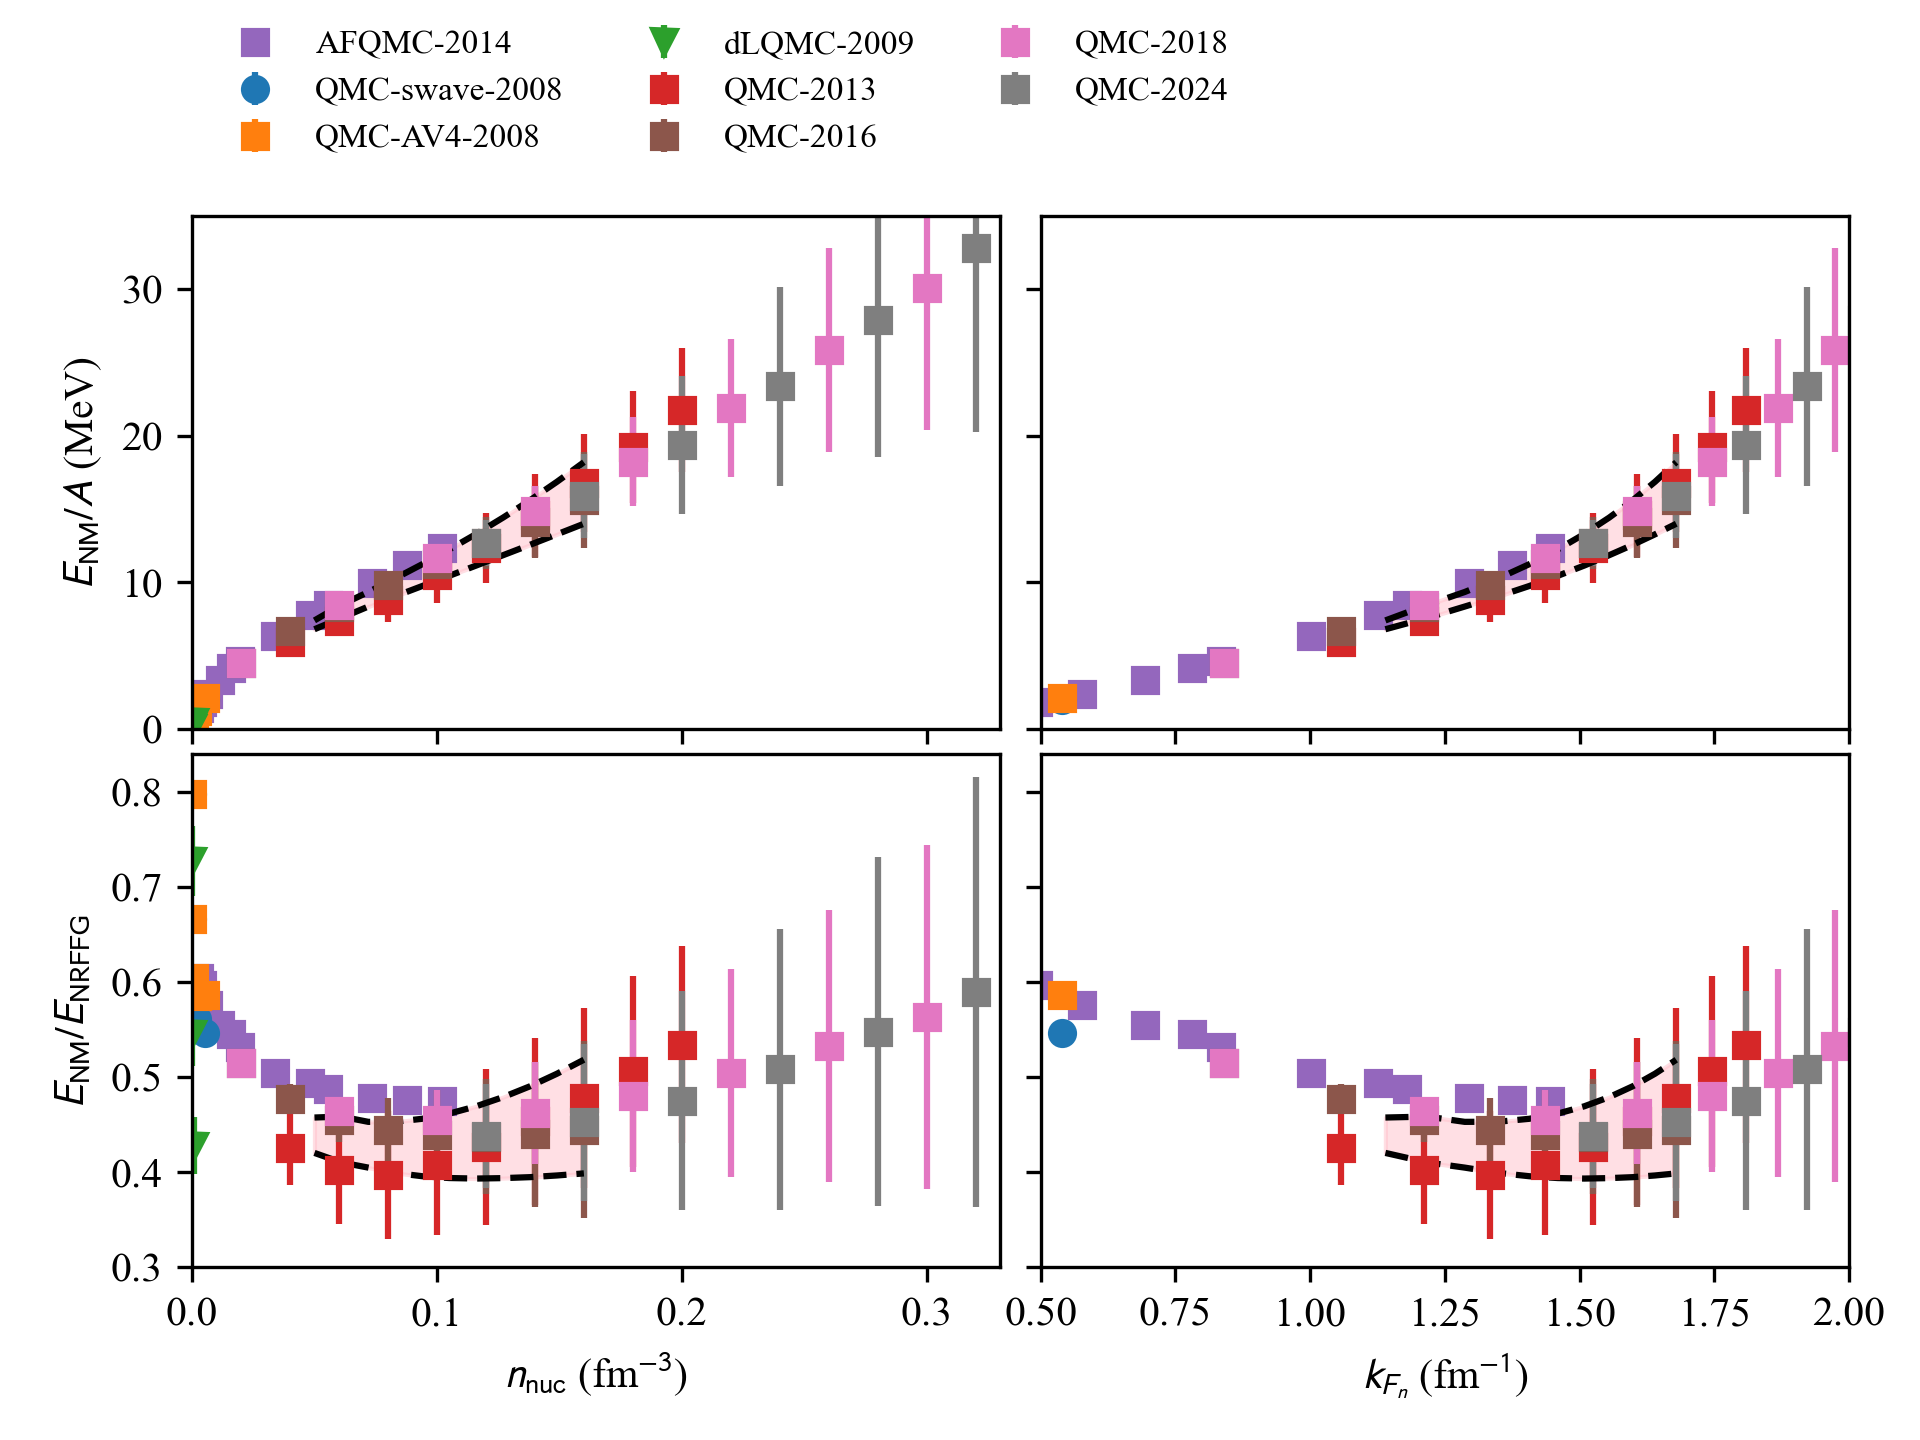 AFQMC-2014
QMC-swave-2008
QMC-AV4-2008
dLQMC-2009
QMC-2013
QMC-2016
QMC-2018
QMC-2024
E_NM/A (MeV)
30
20
10
0
E_NM/E_NRFFG
0.8
0.7
0.6
0.5
0.4
0.3
0.0 0.1 0.2 0.3
n_nuc (fm⁻³)
0.50 0.75 1.00 1.25 1.50 1.75 2.00
k_{F_n} (fm⁻¹)